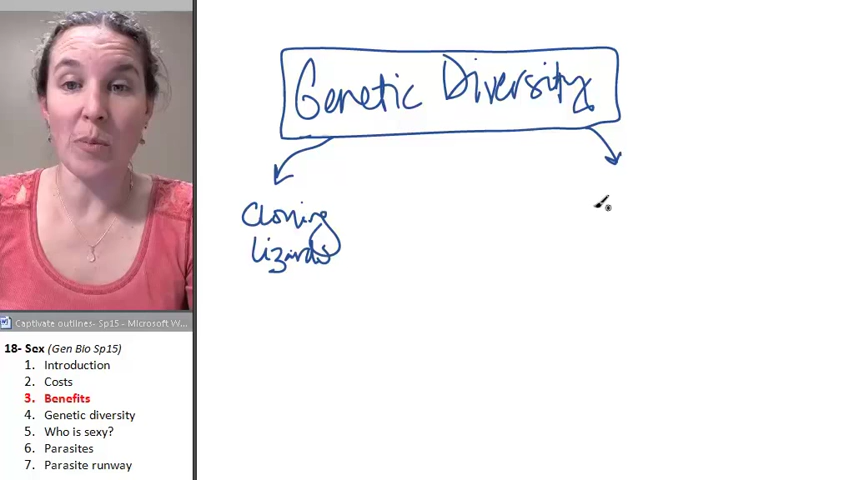 Genetic Diversity
Cloning
lizards
Captivate outlines- Sp15 - Microsoft W...
18- Sex (Gen Bio Sp15)
1. Introduction
2. Costs
3. Benefits
4. Genetic diversity
5. Who is sexy?
6. Parasites
7. Parasite runway